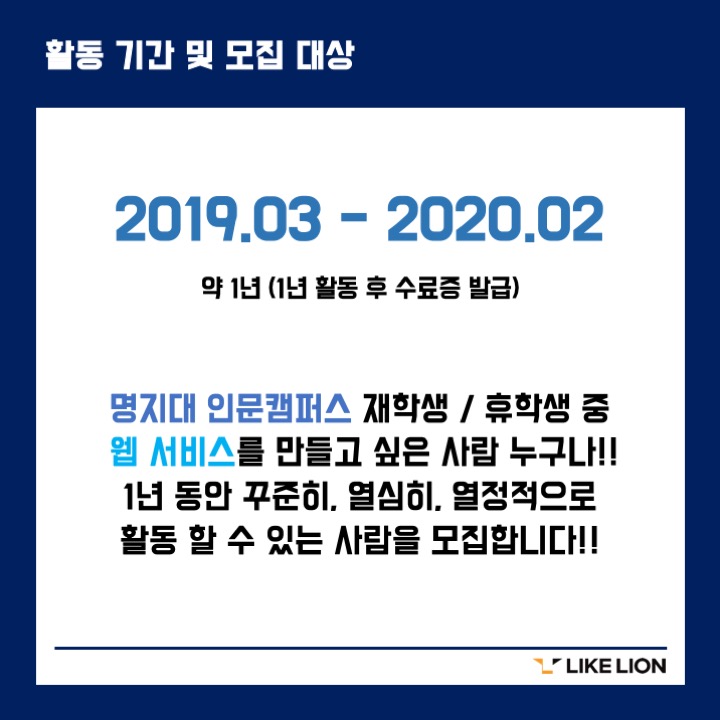 활동 기간 및 모집 대상
2019.03 - 2020.02
약 1년 (1년 활동 후 수료증 발급)
명지대 인문캠퍼스 재학생 / 휴학생 중
웹 서비스를 만들고 싶은 사람 누구나!!
1년 동안 꾸준히, 열심히, 열정적으로
활동 할 수 있는 사람을 모집합니다!!
LIKE LION